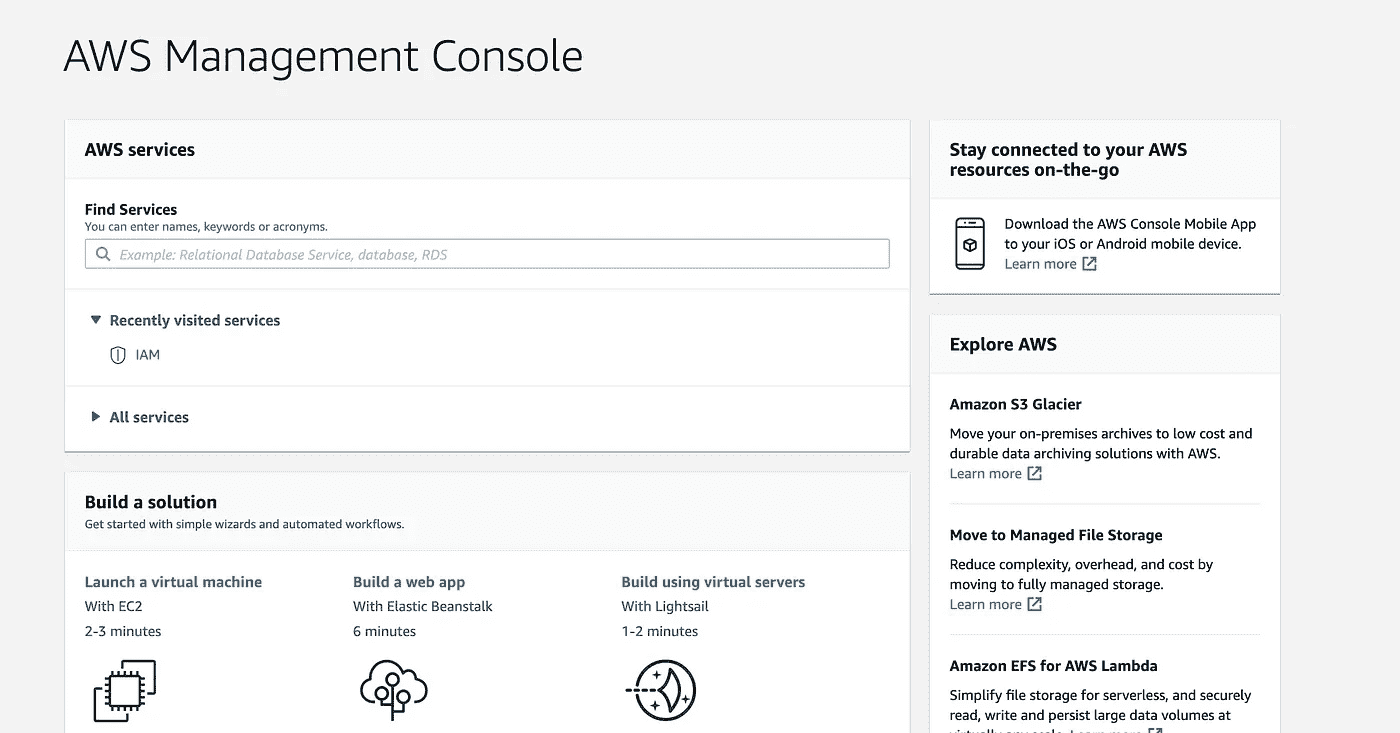 AWS Management Console
AWS services
Find Services
You can enter names, keywords or acronyms.
Example: Relational Database Service, database, RDS
Recently visited services
IAM
All services
Build a solution
Get started with simple wizards and automated workflows.
Launch a virtual machine
With EC2
2-3 minutes
Build a web app
With Elastic Beanstalk
6 minutes
Build using virtual servers
With Lightsail
1-2 minutes
Stay connected to your AWS
resources on-the-go
Download the AWS Console Mobile App
to your iOS or Android mobile device.
Learn more
Explore AWS
Amazon S3 Glacier
Move your on-premises archives to low cost and
durable data archiving solutions with AWS.
Learn more
Move to Managed File Storage
Reduce complexity, overhead, and cost by
moving to fully managed storage.
Learn more
Amazon EFS for AWS Lambda
Simplify file storage for serverless, and securely
read, write and persist large data volumes at
virtually any scale. Learn more